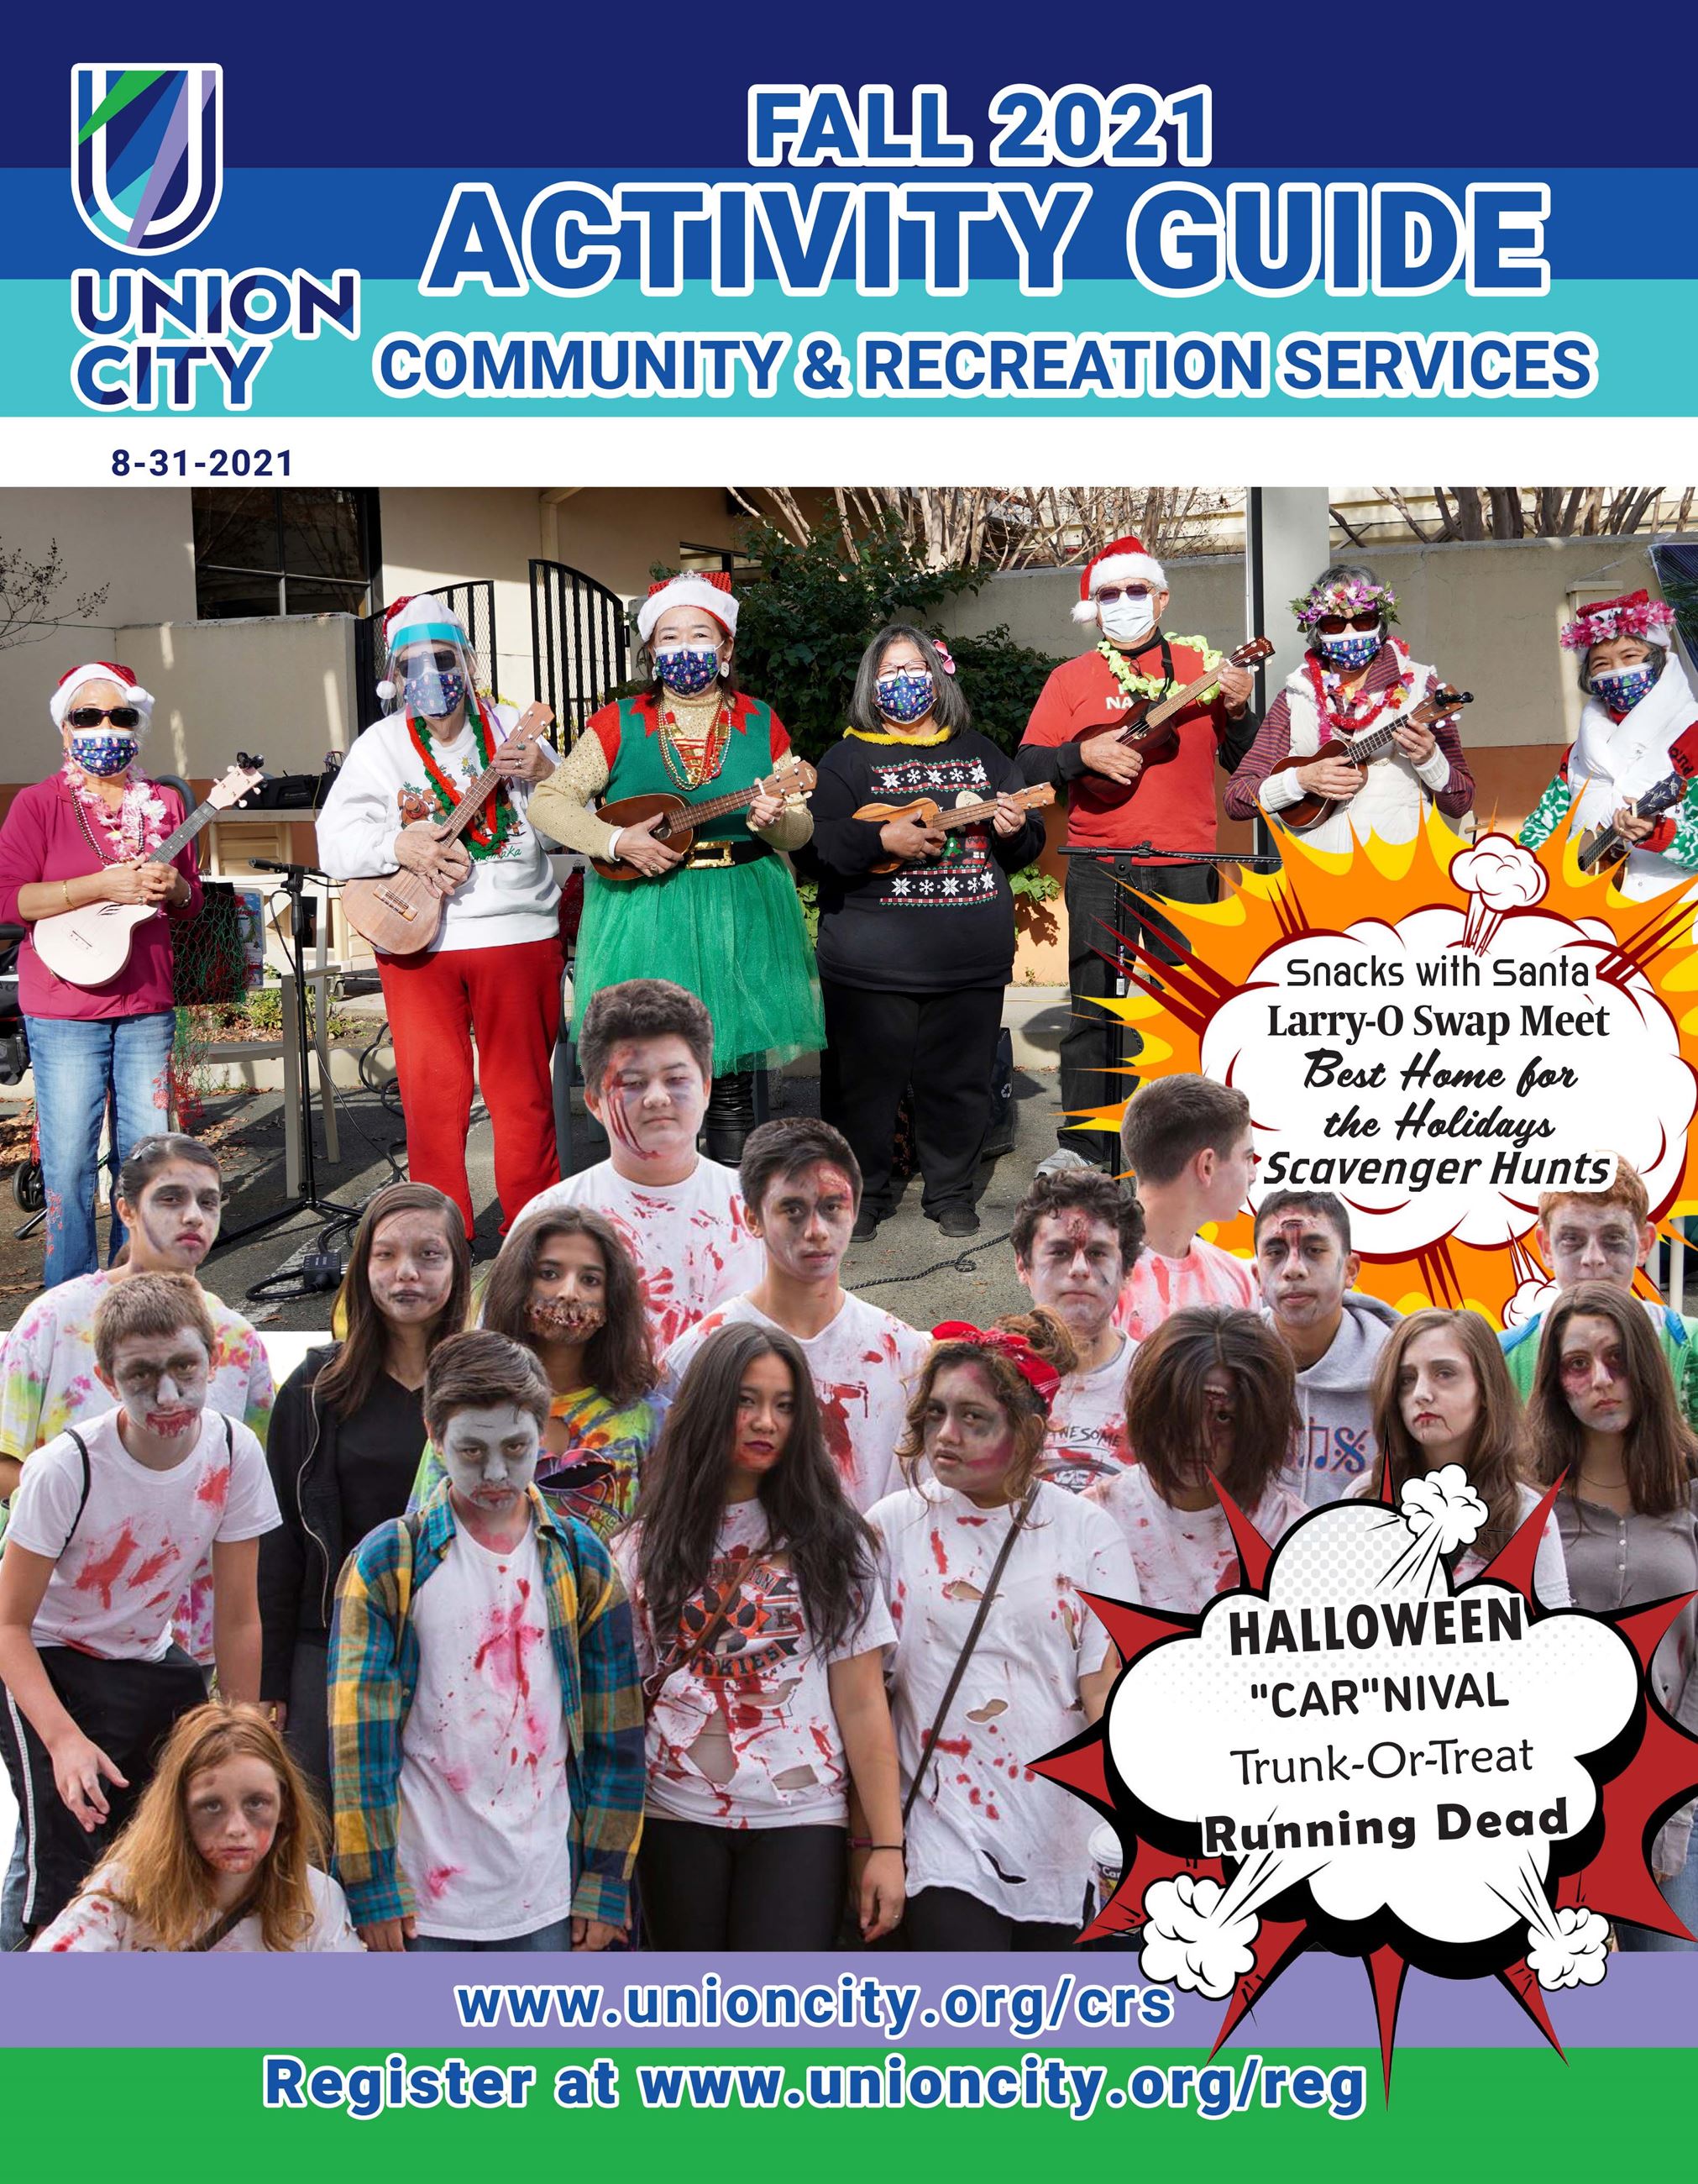 FALL 2021
ACTIVITY GUIDE
UNION
CITY
COMMUNITY & RECREATION SERVICES
8-31-2021
NA
Snacks with Santa
Larry-O Swap Meet
Best Home for
the Holidays
Scavenger Hunts
HALLOWEEN
"CAR"NIVAL
Trunk-Or-Treat
Running Dead
www.unioncity.org/crs
Register at www.unioncity.org/reg